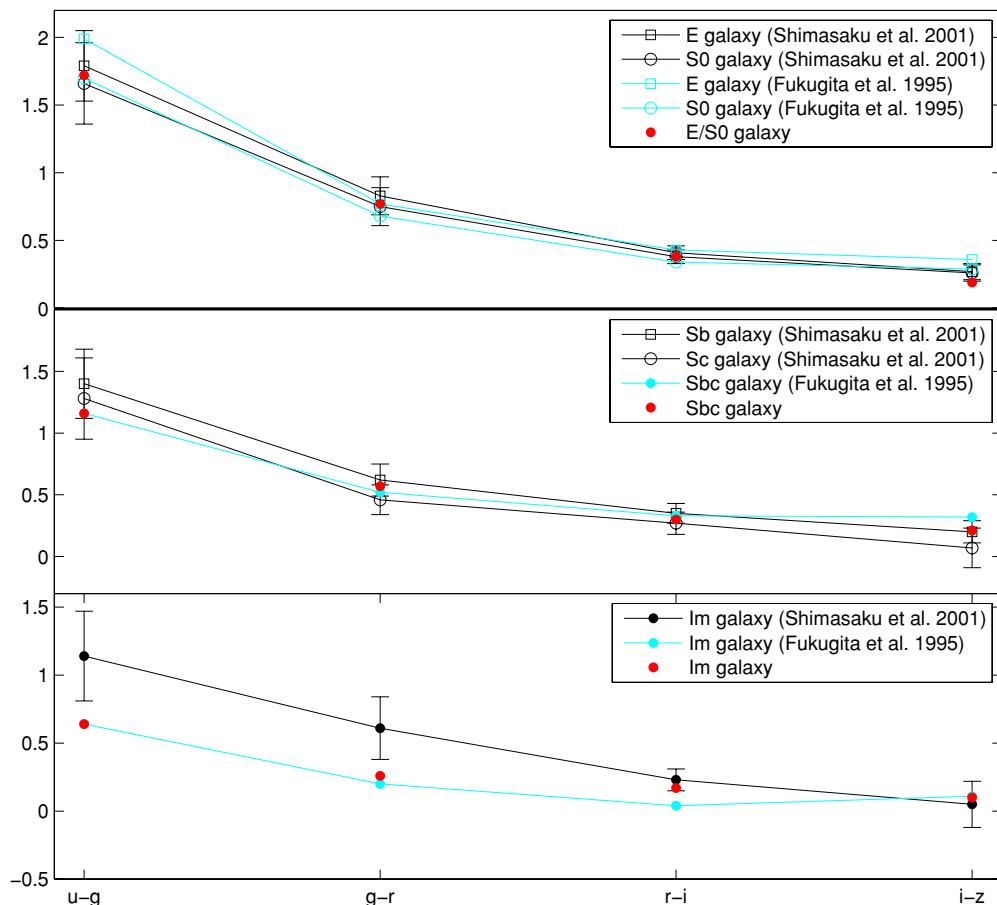 2
1.5
1
0.5
0
E galaxy (Shimasaku et al. 2001)
S0 galaxy (Shimasaku et al. 2001)
E galaxy (Fukugita et al. 1995)
S0 galaxy (Fukugita et al. 1995)
E/S0 galaxy
1.5
1
0.5
0
Sb galaxy (Shimasaku et al. 2001)
Sc galaxy (Shimasaku et al. 2001)
Sbc galaxy (Fukugita et al. 1995)
Sbc galaxy
1.5
1
0.5
0
−0.5
Im galaxy (Shimasaku et al. 2001)
Im galaxy (Fukugita et al. 1995)
Im galaxy
u−g g−r r−i i−z